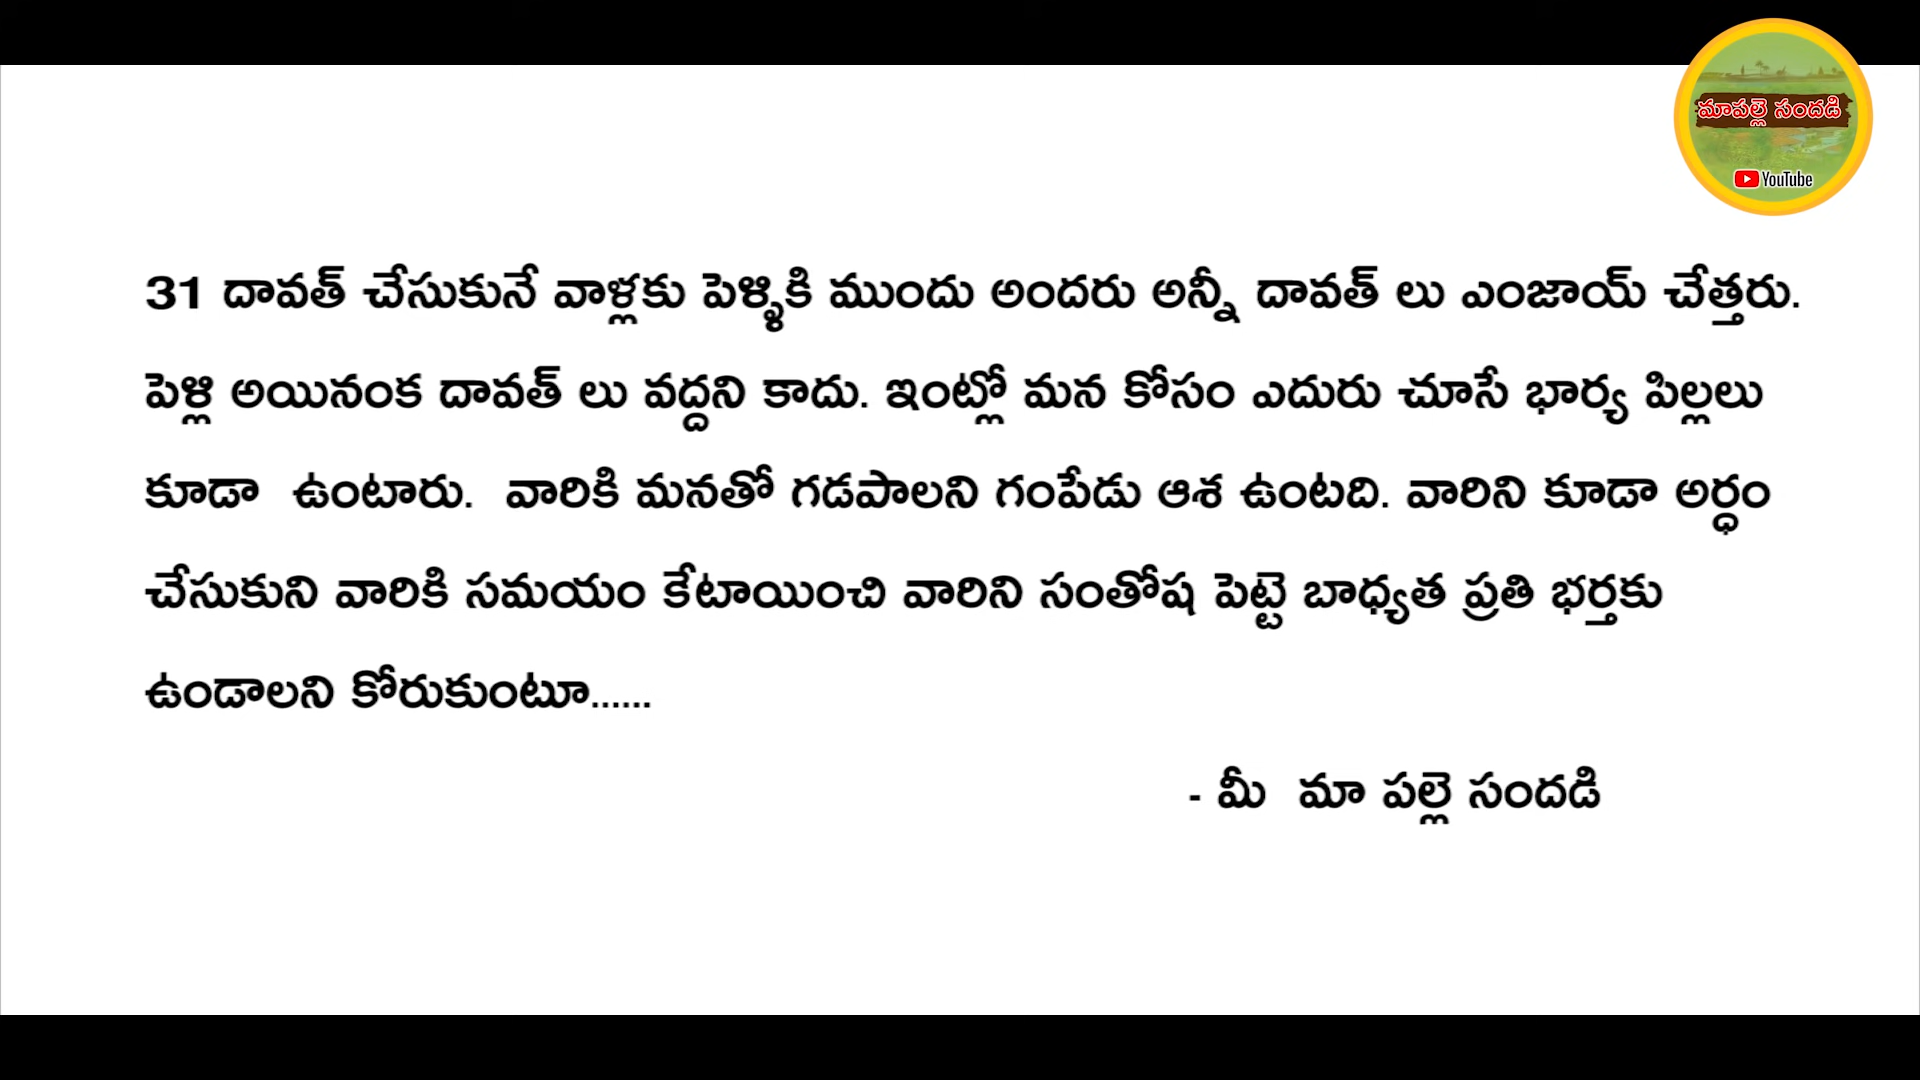 మాపల్లె సందడి
YouTube
31 దావత్ చేసుకునే వాళ్లకు పెళ్ళికి ముందు అందరు అన్నీ దావత్ లు ఎంజాయ్ చేత్తరు.
పెళ్లి అయినంక దావత్ లు వద్దని కాదు. ఇంట్లో మన కోసం ఎదురు చూసే భార్య పిల్లలు
కూడా ఉంటారు. వారికి మనతో గడపాలని గంపేడు ఆశ ఉంటది. వారిని కూడా అర్ధం
చేసుకుని వారికి సమయం కేటాయించి వారిని సంతోష పెట్టె బాధ్యత ప్రతి భర్తకు
ఉండాలని కోరుకుంటూ......
- మీ మా పల్లె సందడి